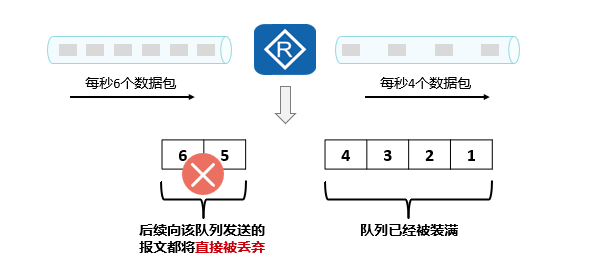 R
每秒6个数据包
每秒4个数据包
6 5
4 3 2 1
后续向该队列发送的
报文都将直接被丢弃
队列已经被装满